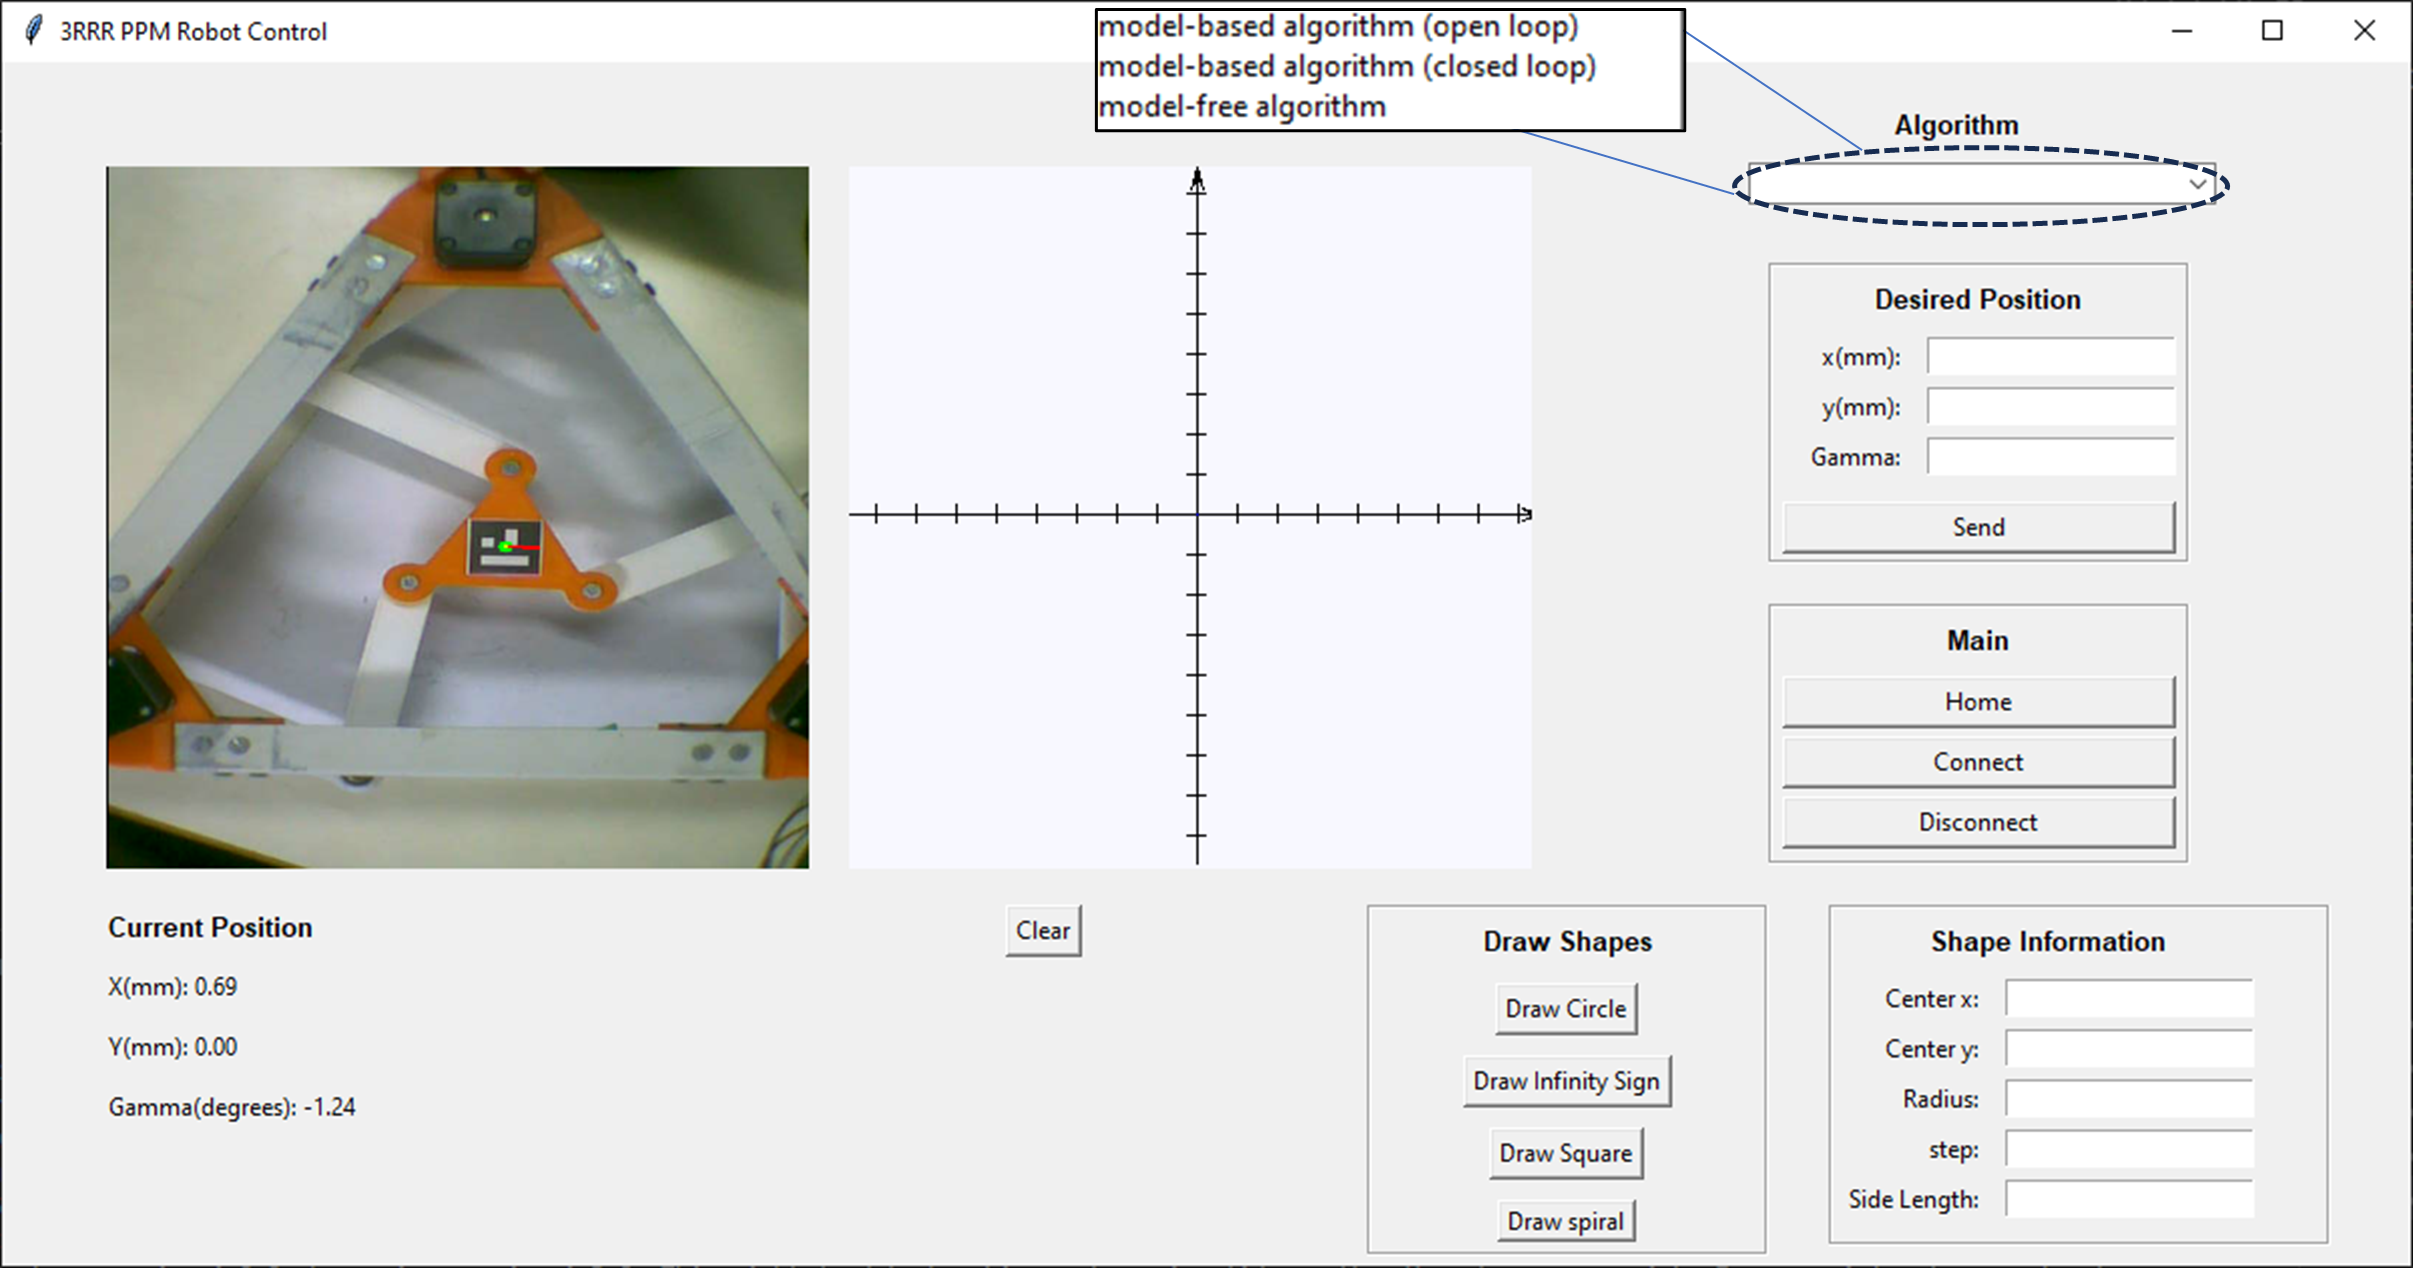 3RRR PPM Robot Control
model-based algorithm (open loop)
model-based algorithm (closed loop)
model-free algorithm
Algorithm
Desired Position
x(mm):
y(mm):
Gamma:
Send
Main
Home
Connect
Disconnect
Current Position
X(mm): 0.69
Y(mm): 0.00
Gamma(degrees): -1.24
Clear
Draw Shapes
Draw Circle
Draw Infinity Sign
Draw Square
Draw spiral
Shape Information
Center x:
Center y:
Radius:
step:
Side Length: